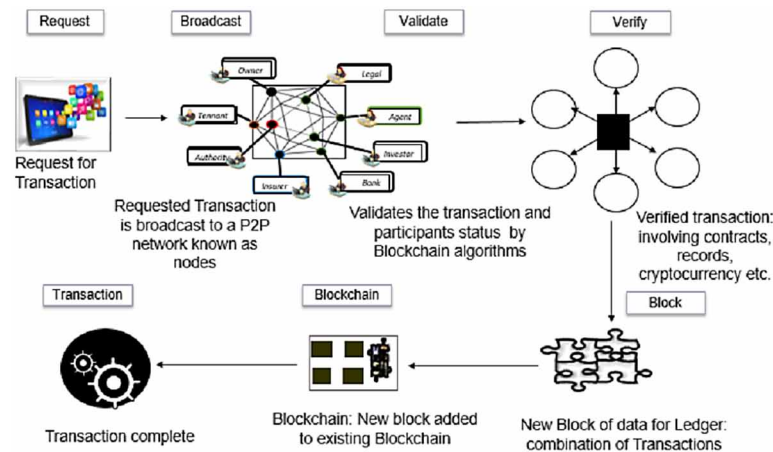 Request
Broadcast
Validate
Verify
Owner
Legal
Tennant
Agent
Authority
Investor
Insurer
Bank
Request for
Transaction
Requested Transaction
is broadcast to a P2P
network known as
nodes
Validates the transaction and
participants status by
Blockchain algorithms
Verified transaction:
involving contracts,
records,
cryptocurrency etc.
Transaction
Blockchain
Block
Transaction complete
Blockchain: New block added
to existing Blockchain
New Block of data for Ledger:
combination of Transactions